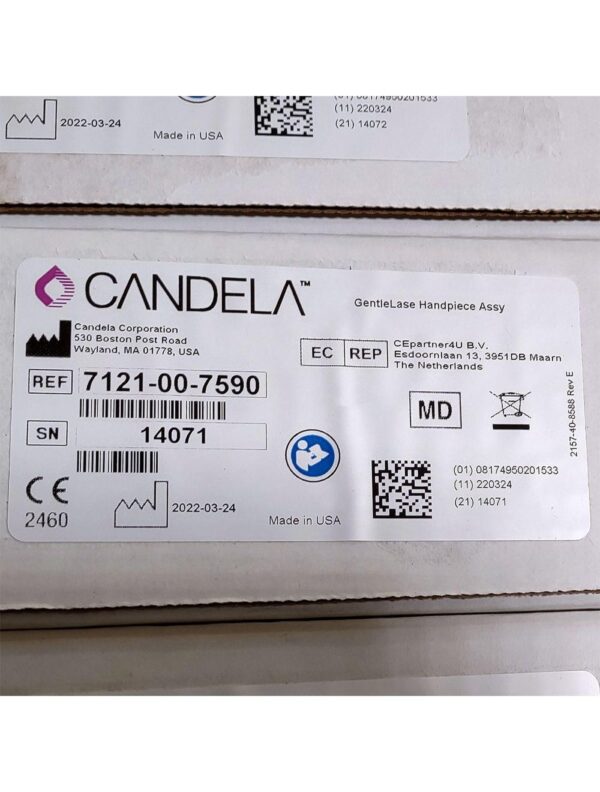 (01) 08174950201533
2022-03-24
(11) 220324
Made in USA
(21) 14072
CANDELA™
GentleLase Handpiece Assy
Candela Corporation
530 Boston Post Road
Wayland, MA 01778, USA
EC REP
CEpartner4U B.V.
Esdoornlaan 13, 3951DB Maarn
The Netherlands
REF 7121-00-7590
MD
SN 14071
2157-40-8588 Rev E
CE
2460
2022-03-24
Made in USA
(01) 08174950201533
(11) 220324
(21) 14071